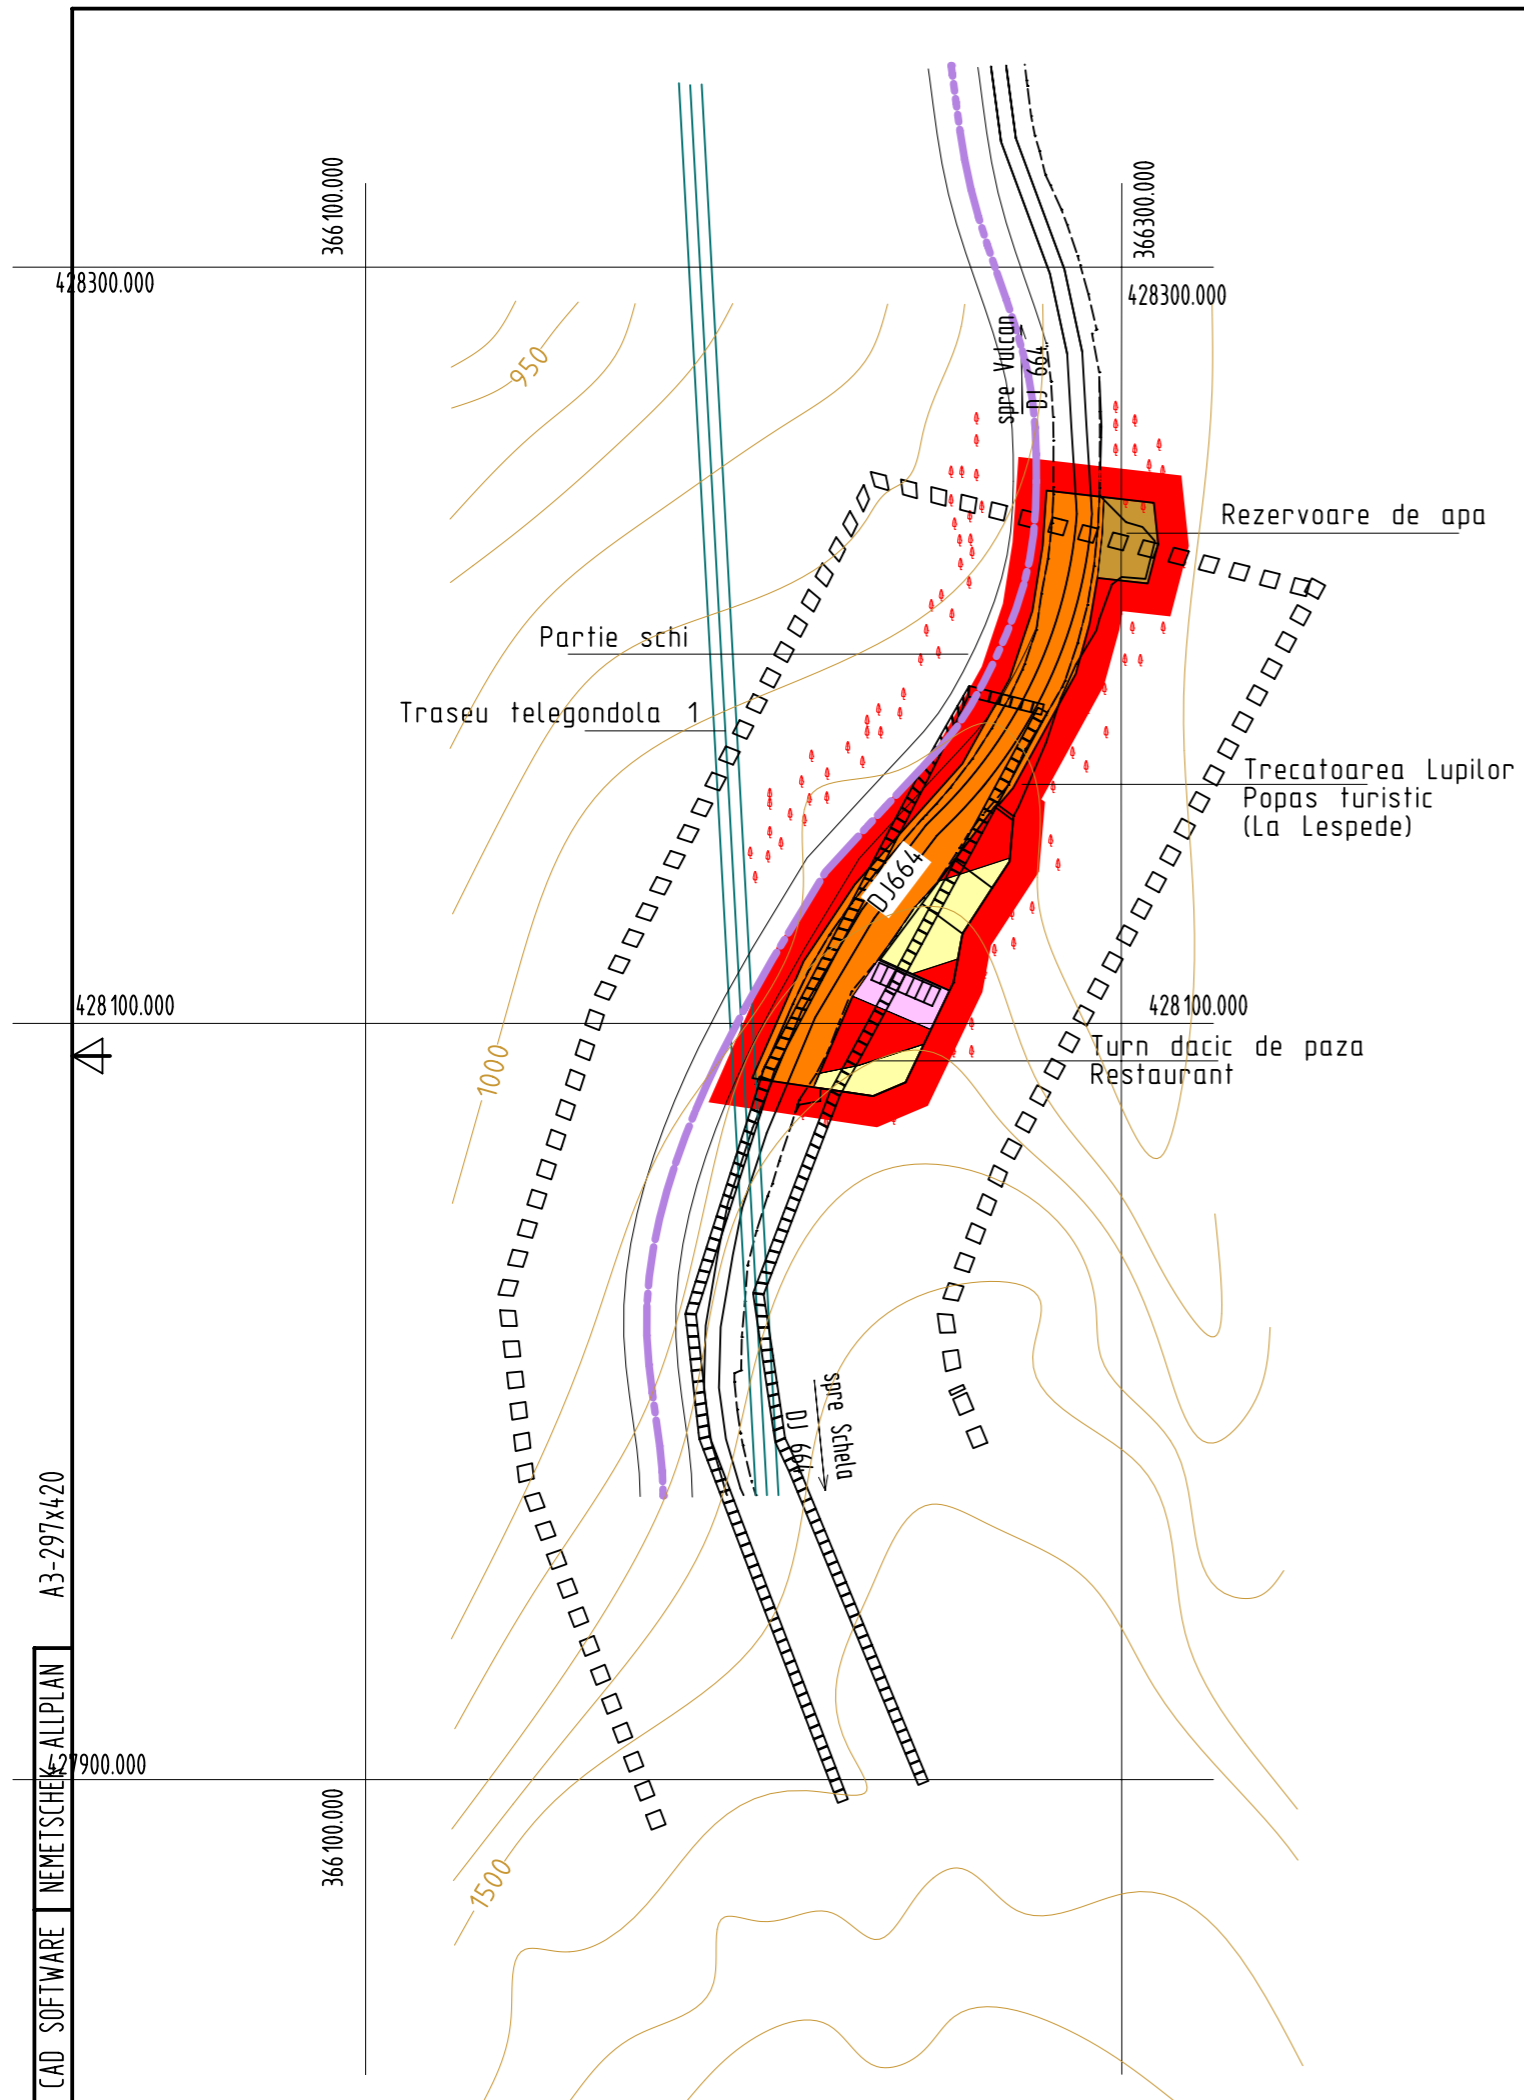 366100.000
366300.000
428300.000
428300.000
950
spre Vulcan
DJ 664
Rezervoare de apa
Partie schi
Traseu telegondola 1
Trecatoarea Lupilor
Popas turistic
(La Lespede)
DJ664
428100.000
428100.000
Turn dacic de paza
Restaurant
1000
spre Schela
DJ 664
A3-297x420
NEMETSCHEK ALLPLAN
427900.000
366100.000
1500
CAD SOFTWARE